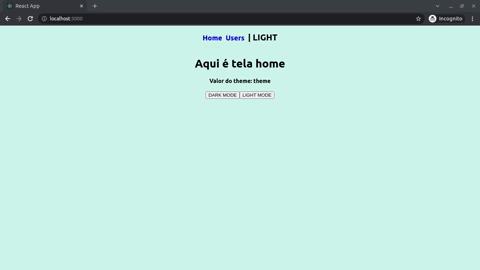 React App
localhost:3000
Incognito
Home Users | LIGHT
Aqui é tela home
Valor do theme: theme
DARK MODE LIGHT MODE